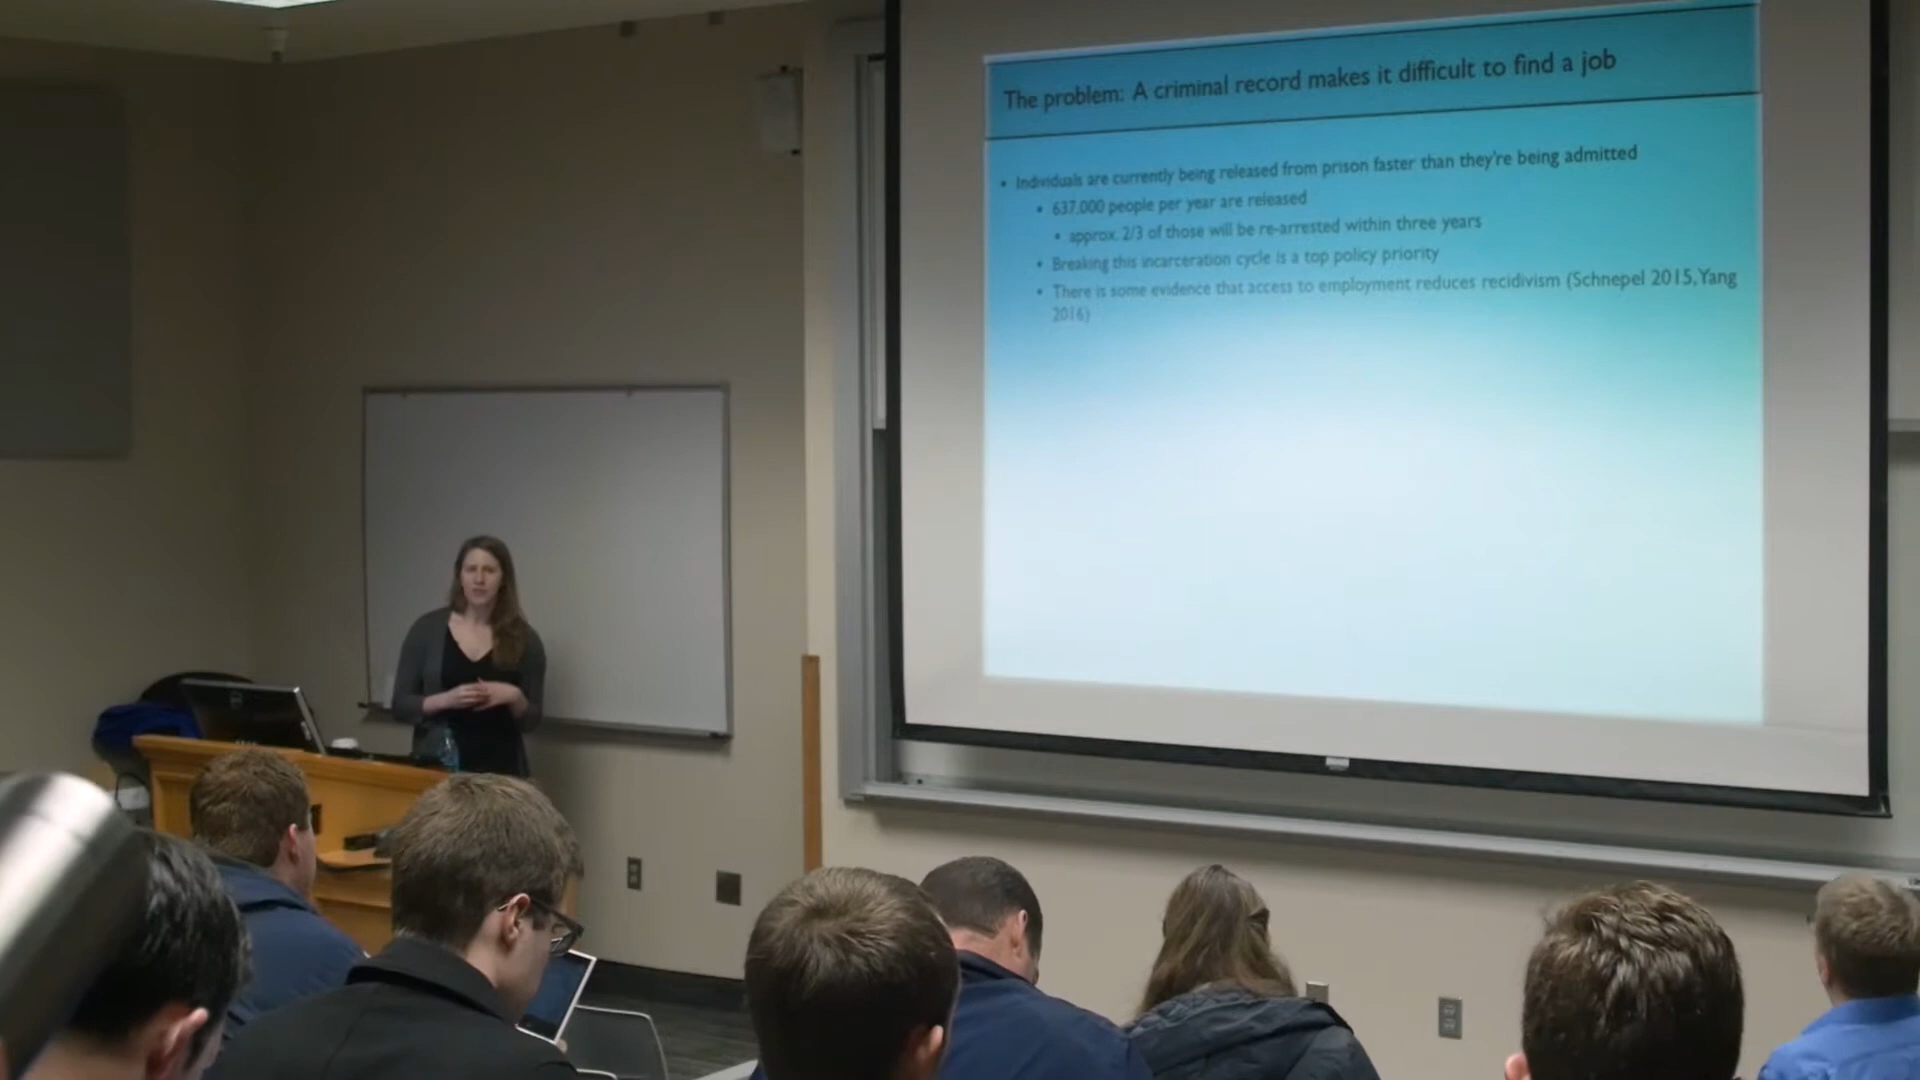 The problem: A criminal record makes it difficult to find a job
• Individuals are currently being released from prison faster than they're being admitted
• 637,000 people per year are released
• approx. 2/3 of those will be re-arrested within three years
• Breaking this incarceration cycle is a top policy priority
• There is some evidence that access to employment reduces recidivism (Schnepel 2015, Yang
2016)